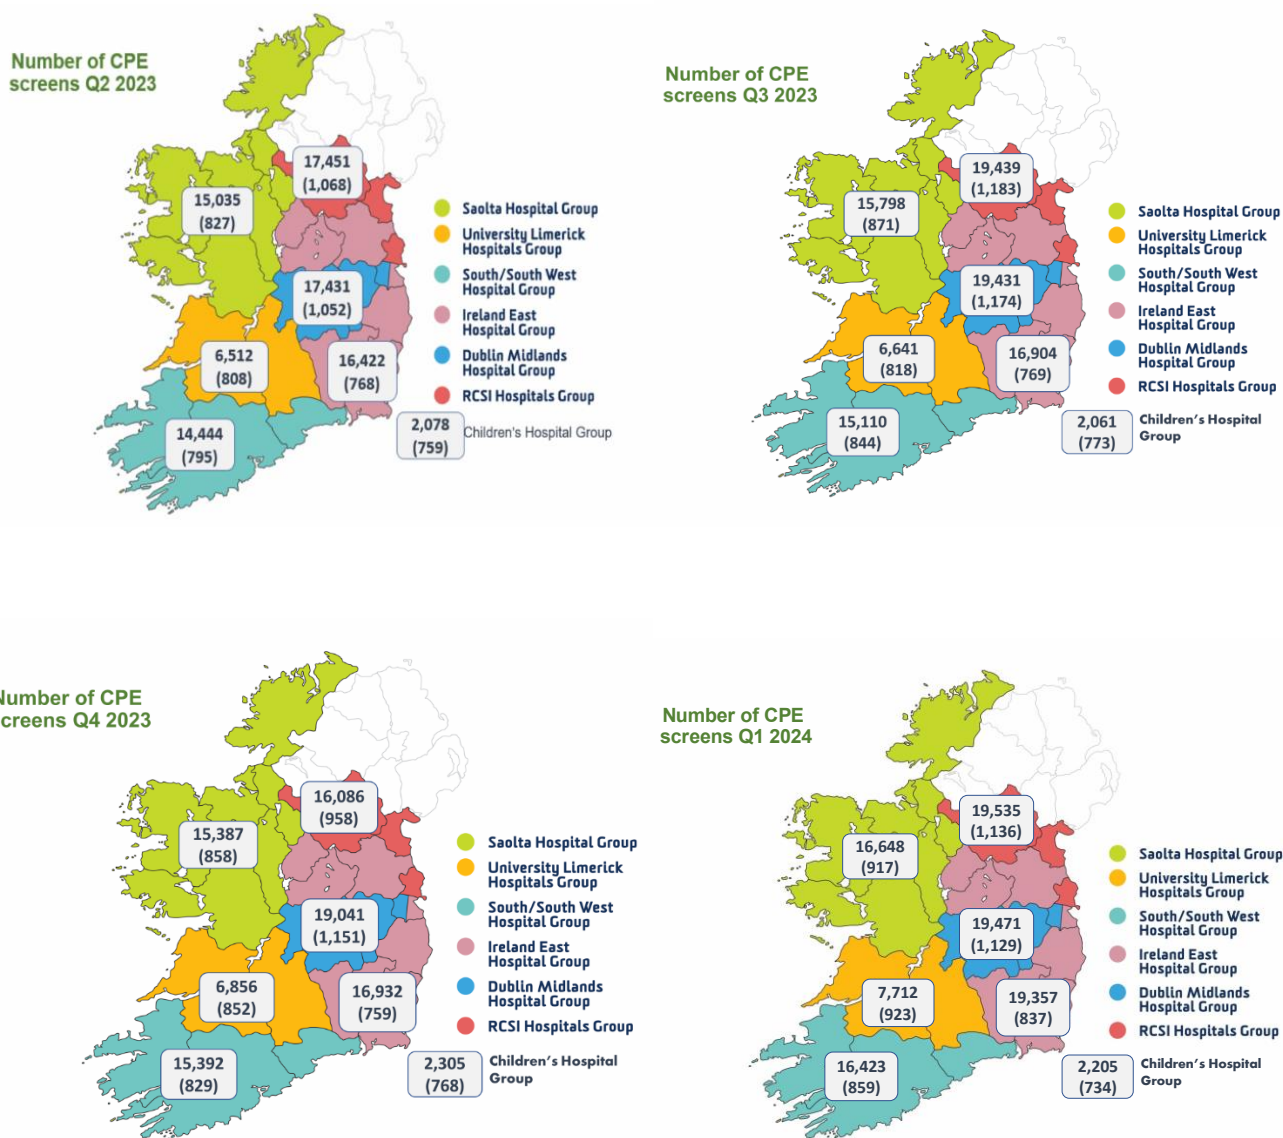 Number of CPE
screens Q2 2023
17,451
(1,068)
15,035
(827)
17,431
(1,052)
6,512
(808)
16,422
(768)
14,444
(795)
2,078
(759)
Saolta Hospital Group
University Limerick
Hospitals Group
South/South West
Hospital Group
Ireland East
Hospital Group
Dublin Midlands
Hospital Group
RCSI Hospitals Group
Children's Hospital Group
Number of CPE
screens Q3 2023
19,439
(1,183)
15,798
(871)
19,431
(1,174)
6,641
(818)
16,904
(769)
15,110
(844)
2,061
(773)
Saolta Hospital Group
University Limerick
Hospitals Group
South/South West
Hospital Group
Ireland East
Hospital Group
Dublin Midlands
Hospital Group
RCSI Hospitals Group
Children's Hospital
Group
Number of CPE
creens Q4 2023
16,086
(958)
15,387
(858)
19,041
(1,151)
6,856
(852)
16,932
(759)
15,392
(829)
2,305
(768)
Saolta Hospital Group
University Limerick
Hospitals Group
South/South West
Hospital Group
Ireland East
Hospital Group
Dublin Midlands
Hospital Group
RCSI Hospitals Group
Children's Hospital
Group
Number of CPE
screens Q1 2024
19,535
(1,136)
16,648
(917)
19,471
(1,129)
7,712
(923)
19,357
(837)
16,423
(859)
2,205
(734)
Saolta Hospital Group
University Limerick
Hospitals Group
South/South West
Hospital Group
Ireland East
Hospital Group
Dublin Midlands
Hospital Group
RCSI Hospitals Group
Children's Hospital
Group